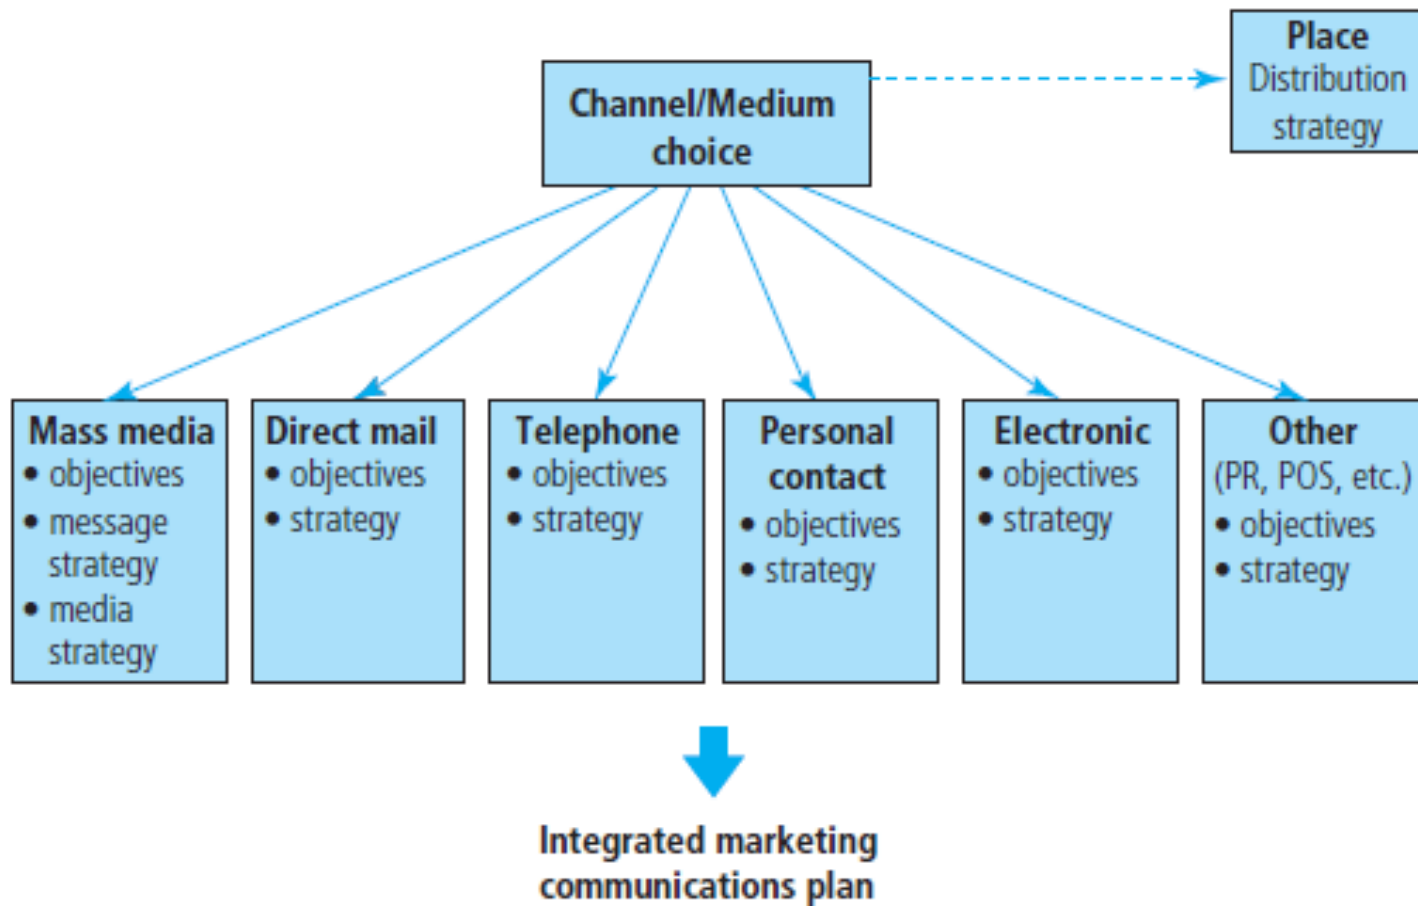 Place
Distribution
strategy
Channel/Medium
choice
Mass media
• objectives
• message
strategy
• media
strategy
Direct mail
• objectives
• strategy
Telephone
• objectives
• strategy
Personal
contact
• objectives
• strategy
Electronic
• objectives
• strategy
Other
(PR, POS, etc.)
• objectives
• strategy
Integrated marketing
communications plan